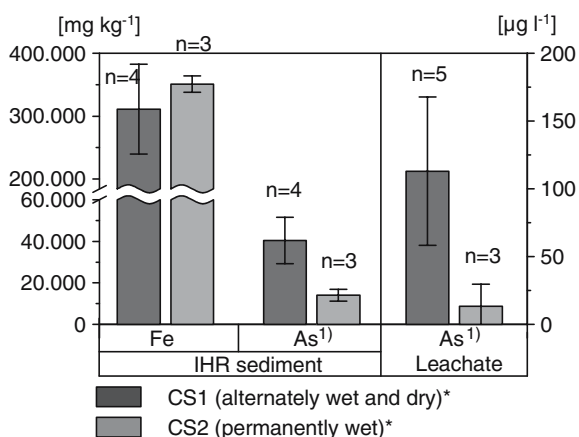 [mg kg⁻¹] [µg l⁻¹]
400.000 n=4 n=3 n=5 200
300.000 150
200.000 n=4 100
60.000
40.000 n=3 n=3 50
20.000
0 0
Fe As¹⁾ As¹⁾
IHR sediment Leachate
CS1 (alternately wet and dry)*
CS2 (permanently wet)*